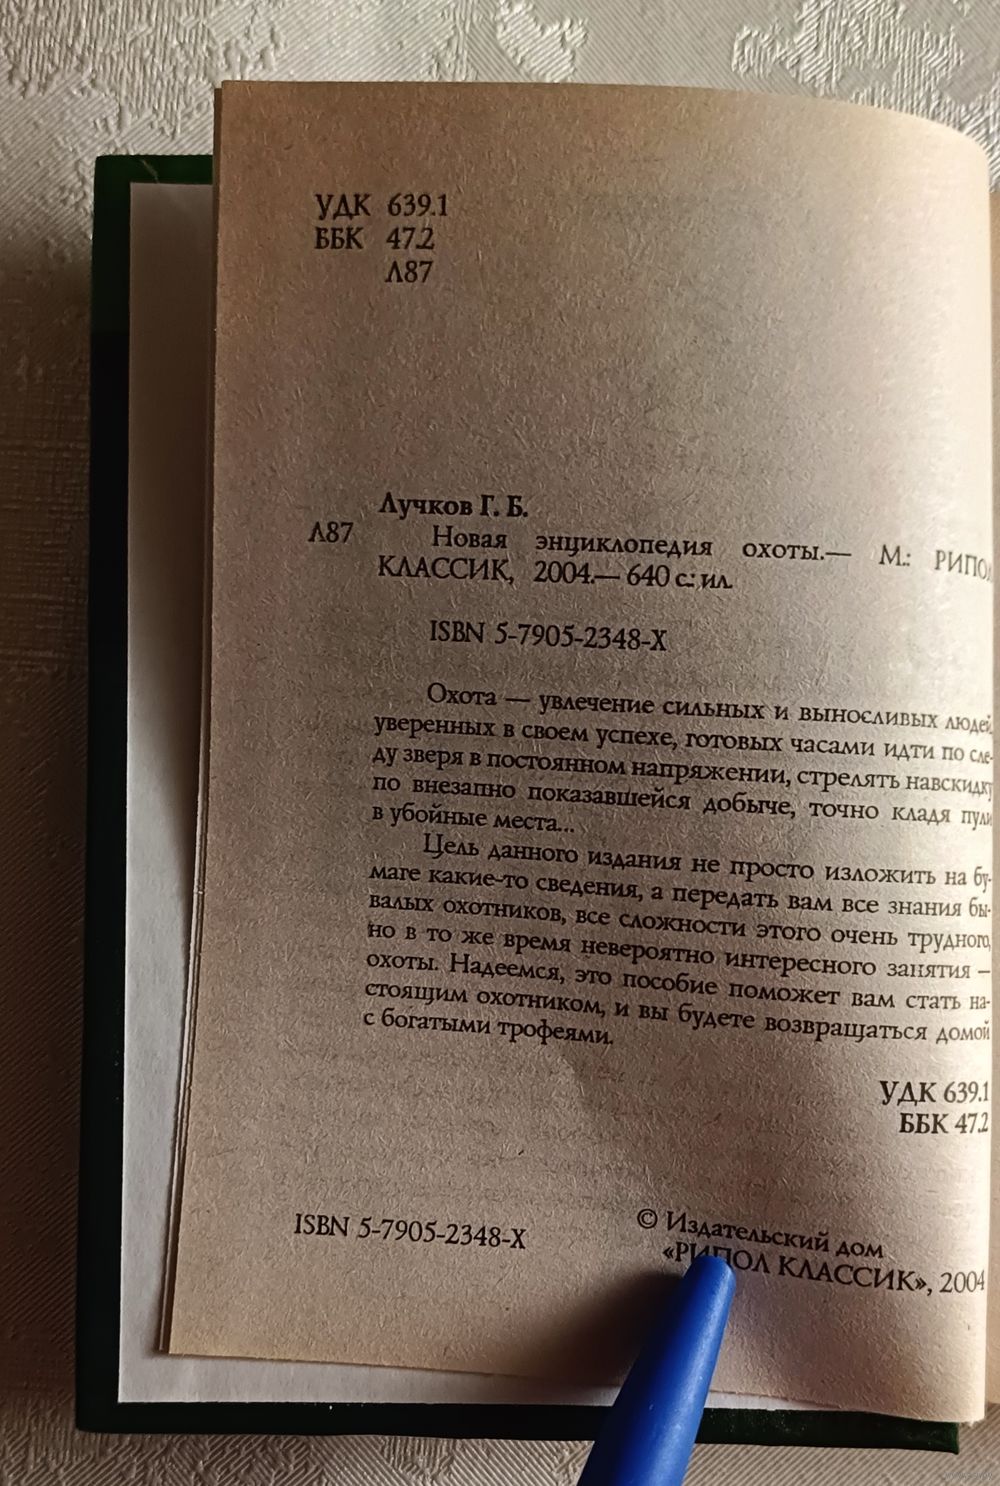 УДК 639.1
ББК 47.2
Л87
Лучков Г. Б.
Л87 Новая энциклопедия охоты.— М.: РИПОЛ
КЛАССИК, 2004.— 640 с.: ил.
ISBN 5-7905-2348-X
Охота — увлечение сильных и выносливых людей,
уверенных в своем успехе, готовых часами идти по сле-
ду зверя в постоянном напряжении, стрелять навскидку
по внезапно показавшейся добыче, точно кладя пули
в убойные места...
Цель данного издания не просто изложить на бу-
маге какие-то сведения, а передать вам все знания бы-
валых охотников, все сложности этого очень трудного,
но в то же время невероятно интересного занятия –
охоты. Надеемся, это пособие поможет вам стать на-
стоящим охотником, и вы будете возвращаться домой
с богатыми трофеями.
УДК 639.1
ББК 47.2
ISBN 5-7905-2348-X
© Издательский дом
«РИПОЛ КЛАССИК», 2004